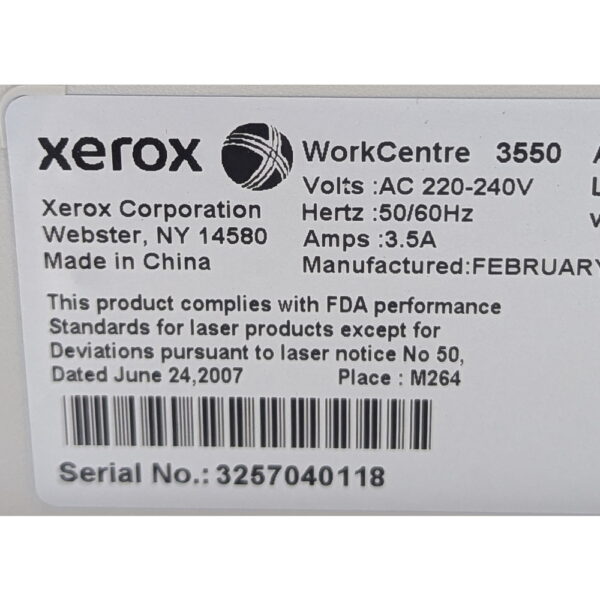 xerox
Xerox Corporation
Webster, NY 14580
Made in China
WorkCentre 3550
Volts :AC 220-240V
Hertz :50/60Hz
Amps :3.5A
Manufactured:FEBRUARY
This product complies with FDA performance
Standards for laser products except for
Deviations pursuant to laser notice No 50,
Dated June 24,2007 Place : M264
Serial No.: 3257040118